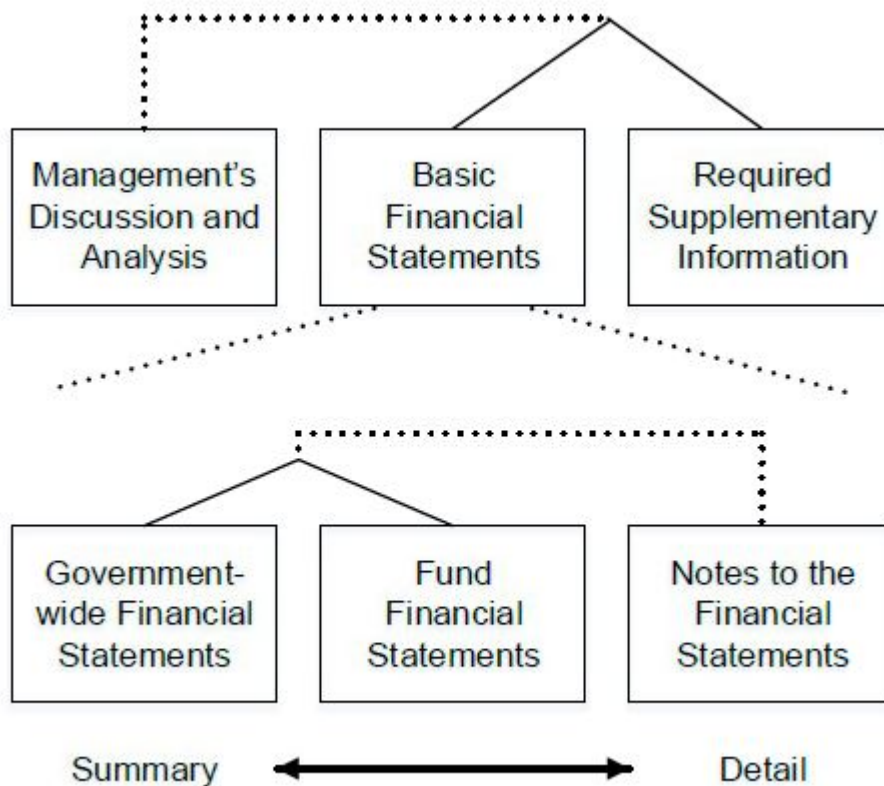 Management's
Discussion and
Analysis
Basic
Financial
Statements
Required
Supplementary
Information
Government-
wide Financial
Statements
Fund
Financial
Statements
Notes to the
Financial
Statements
Summary
Detail